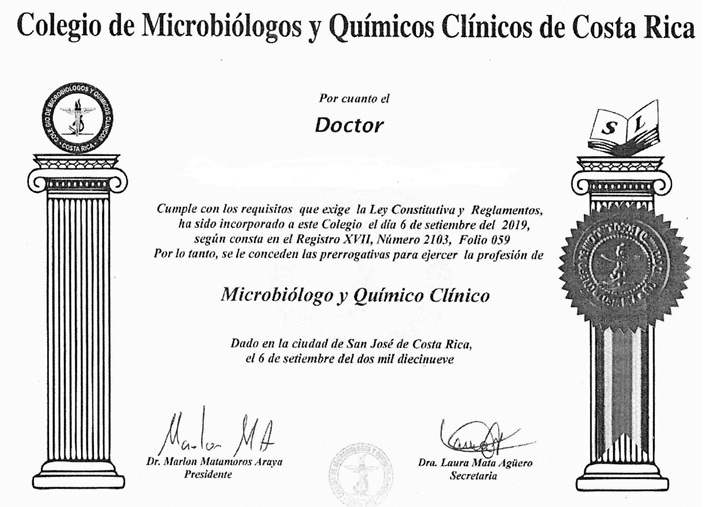 Colegio de Microbiólogos y Químicos Clínicos de Costa Rica
COLEGIO DE MICROBIOLOGOS Y QUIMICOS CLINICOS
COSTA RICA
S L
Por cuanto el
Doctor
Cumple con los requisitos que exige la Ley Constitutiva y Reglamentos,
ha sido incorporado a este Colegio el día 6 de setiembre del 2019,
según consta en el Registro XVII, Número 2103, Folio 059
Por lo tanto, se le conceden las prerrogativas para ejercer la profesión de
Microbiólogo y Químico Clínico
Dado en la ciudad de San José de Costa Rica,
el 6 de setiembre del dos mil diecinueve
Marlon MA
Dr. Marlon Matamoros Araya
Presidente
Dra. Laura Mata Agüero
Secretaria